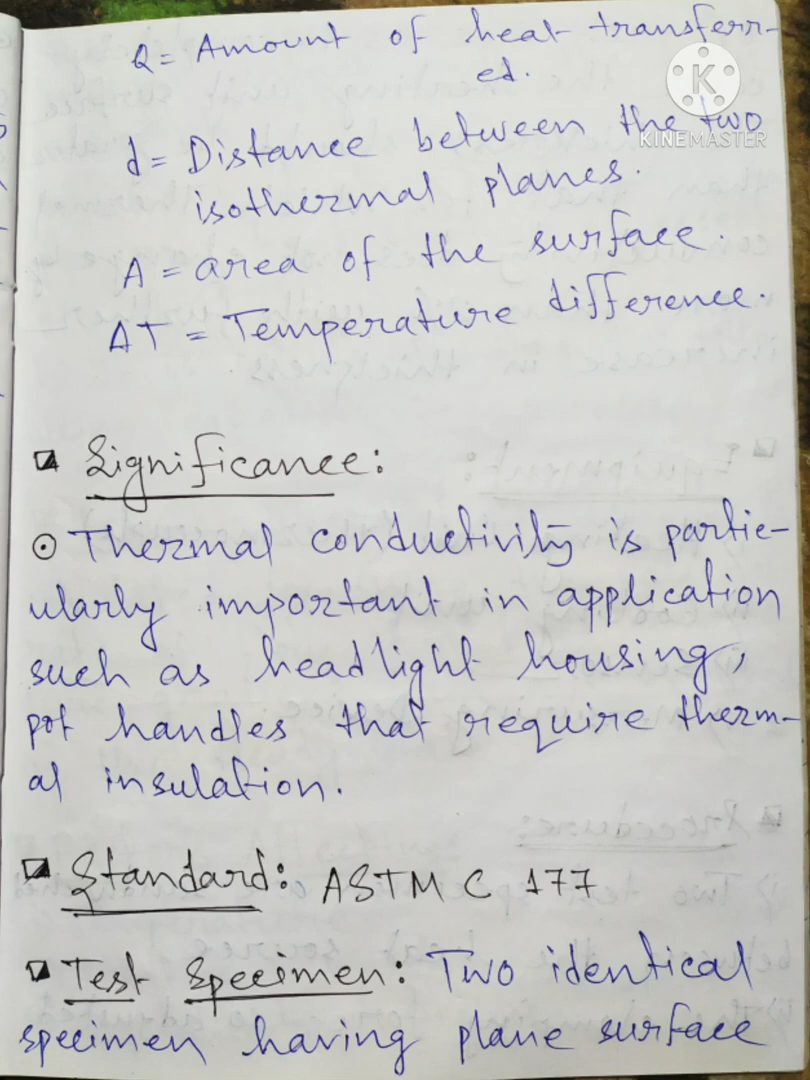 Q = Amount of heat transferr-
ed.
K
KINEMASTER
d = Distance between the two
isothermal planes.
A = area of the surface.
ΔT = Temperature difference.
Significance:
Thermal conductivity is partic-
ularly important in application
such as headlight housing,
pot handles that require therm-
al insulation.
Standard: ASTM C 177
Test Specimen: Two identical
specimen having plane surface